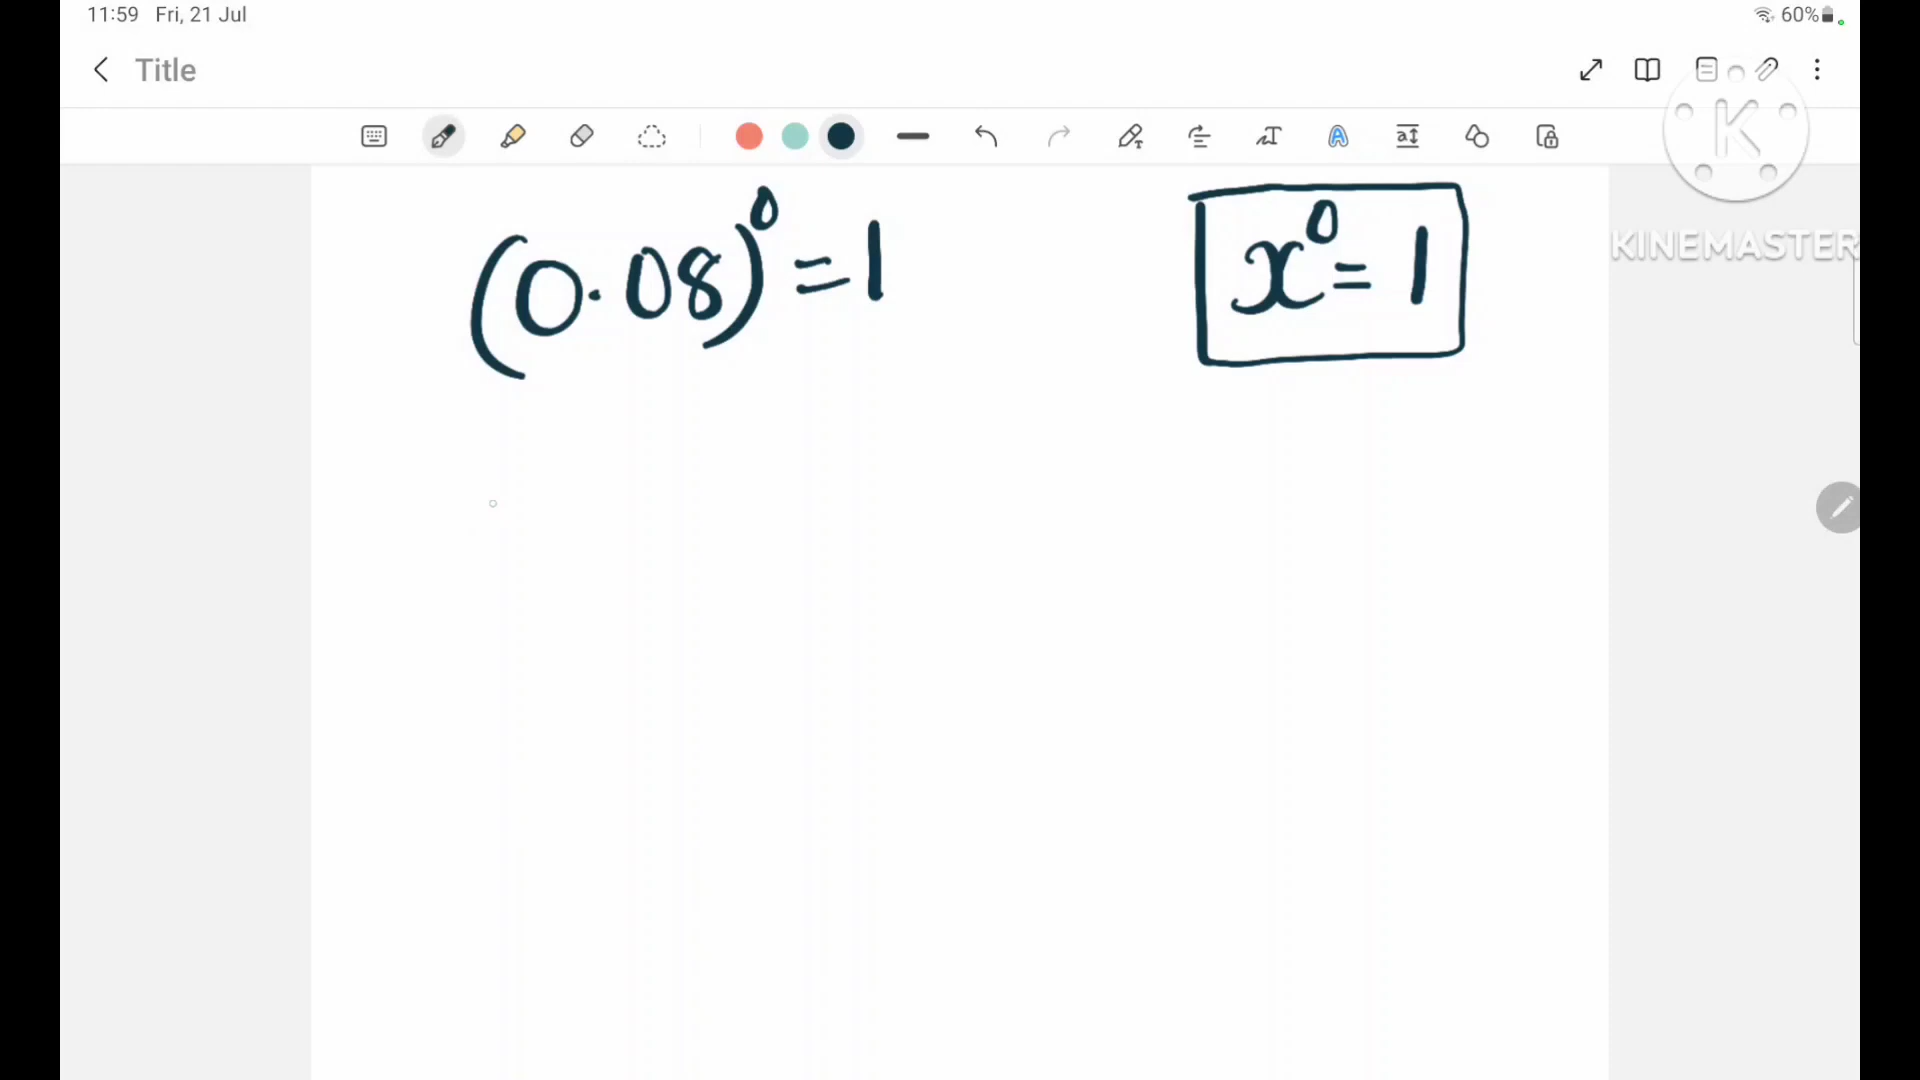 11:59 Fri, 21 Jul 60%
Title
K
KINEMASTER
(0.08)⁰ = 1
x⁰ = 1